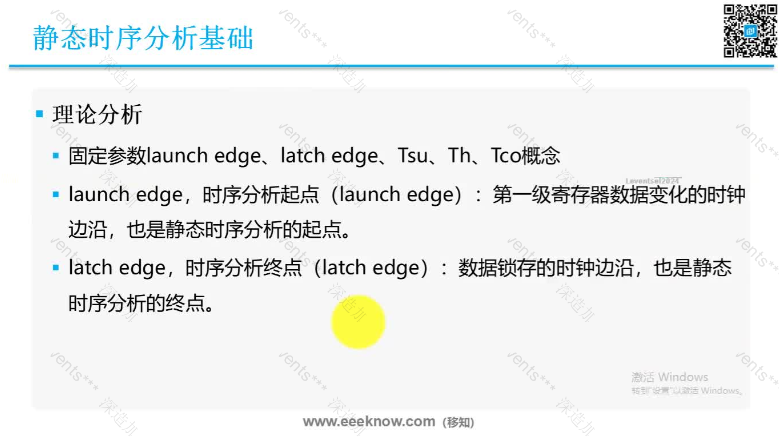 静态时序分析基础
理论分析
固定参数launch edge、latch edge、Tsu、Th、Tco概念
launch edge，时序分析起点（launch edge）：第一级寄存器数据变化的时钟
边沿，也是静态时序分析的起点。
latch edge，时序分析终点（latch edge）：数据锁存的时钟边沿，也是静态
时序分析的终点。
激活 Windows
转到"设置"以激活 Windows。
www.eeeknow.com（移知）